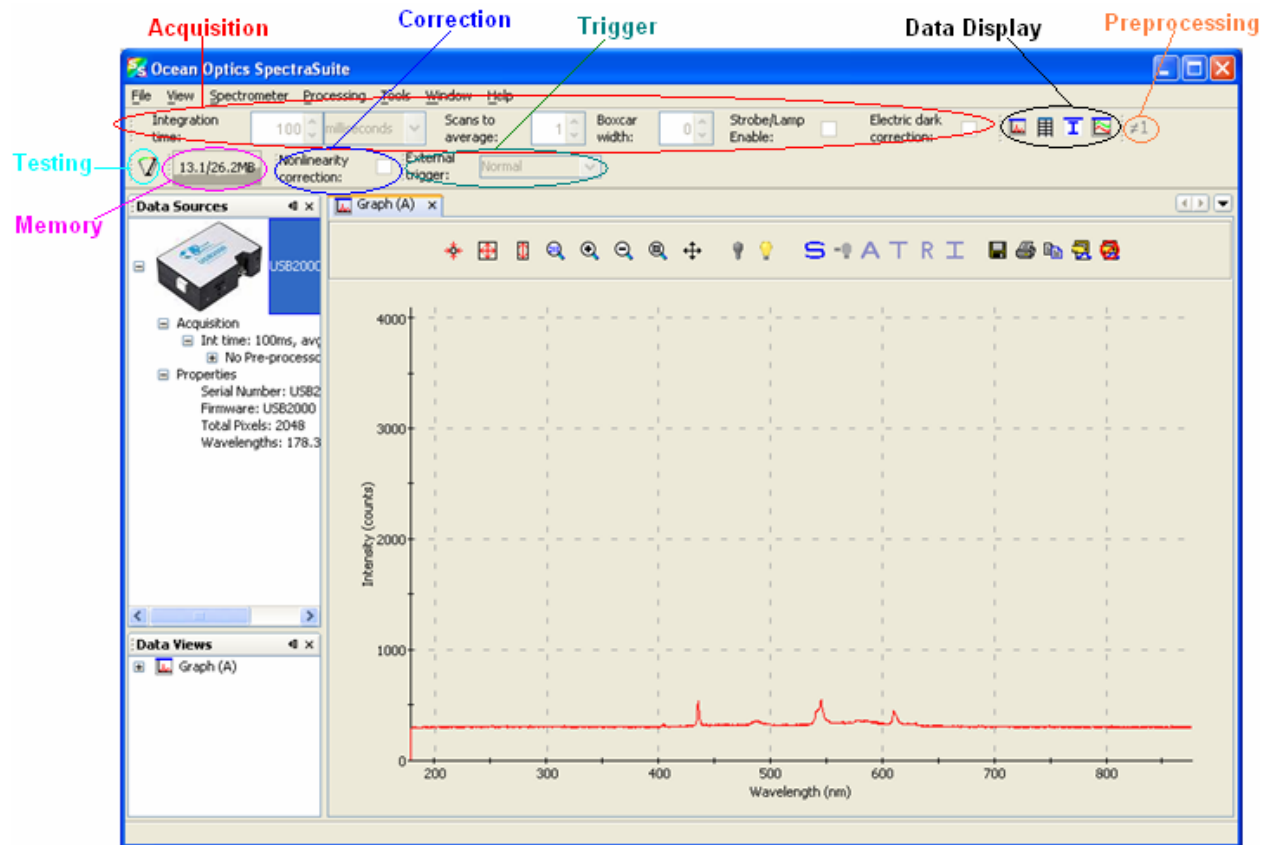 Acquisition Correction Trigger Data Display Preprocessing
Ocean Optics SpectraSuite
File View Spectrometer Processing Tools Window Help
Integration time: 100 milliseconds Scans to average: 1 Boxcar width: 0 Strobe/Lamp Enable: Electric dark correction: ≠1
Testing 13.1/26.2MB Nonlinearity correction: External trigger: Normal
Memory
Data Sources Graph (A)
S A T R I
USB2000
Acquisition
Int time: 100ms, avg
No Pre-processo
Properties
Serial Number: USB2
Firmware: USB2000
Total Pixels: 2048
Wavelengths: 178.3
Data Views
Graph (A)
4000
3000
2000
1000
0
Intensity (counts)
200 300 400 500 600 700 800
Wavelength (nm)